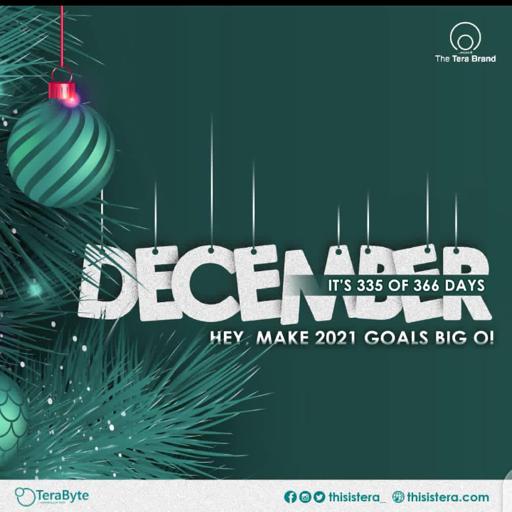 The Tera Brand
DECEMBER
IT'S 335 OF 366 DAYS
HEY, MAKE 2021 GOALS BIG O!
TeraByte
thisistera_ thisistera.com